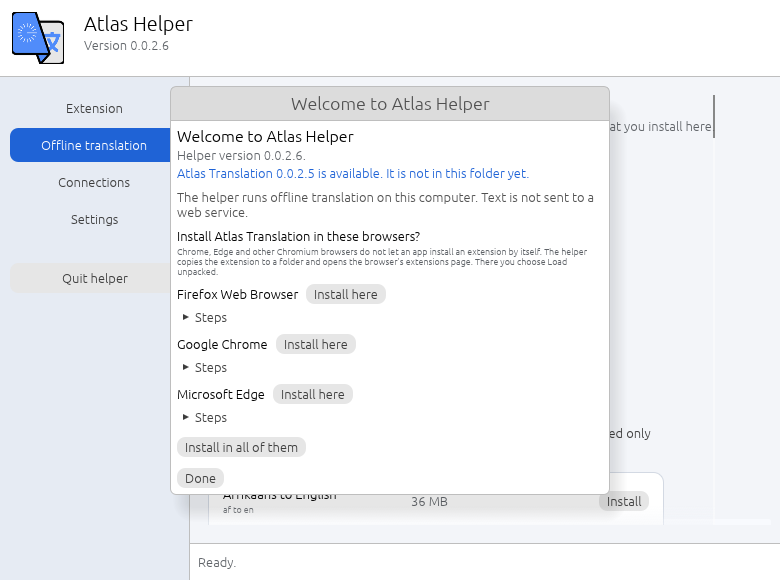 Atlas Helper
Version 0.0.2.6
Extension
Offline translation
Connections
Settings
Quit helper
at you install here
Welcome to Atlas Helper
Welcome to Atlas Helper
Helper version 0.0.2.6.
Atlas Translation 0.0.2.5 is available. It is not in this folder yet.
The helper runs offline translation on this computer. Text is not sent to a
web service.
Install Atlas Translation in these browsers?
Chrome, Edge and other Chromium browsers do not let an app install an extension by itself. The helper
copies the extension to a folder and opens the browser's extensions page. There you choose Load
unpacked.
Firefox Web Browser Install here
Steps
Google Chrome Install here
Steps
Microsoft Edge Install here
Steps
Install in all of them
Done
ed only
Afrikaans to English 36 MB Install
af to en
Ready.